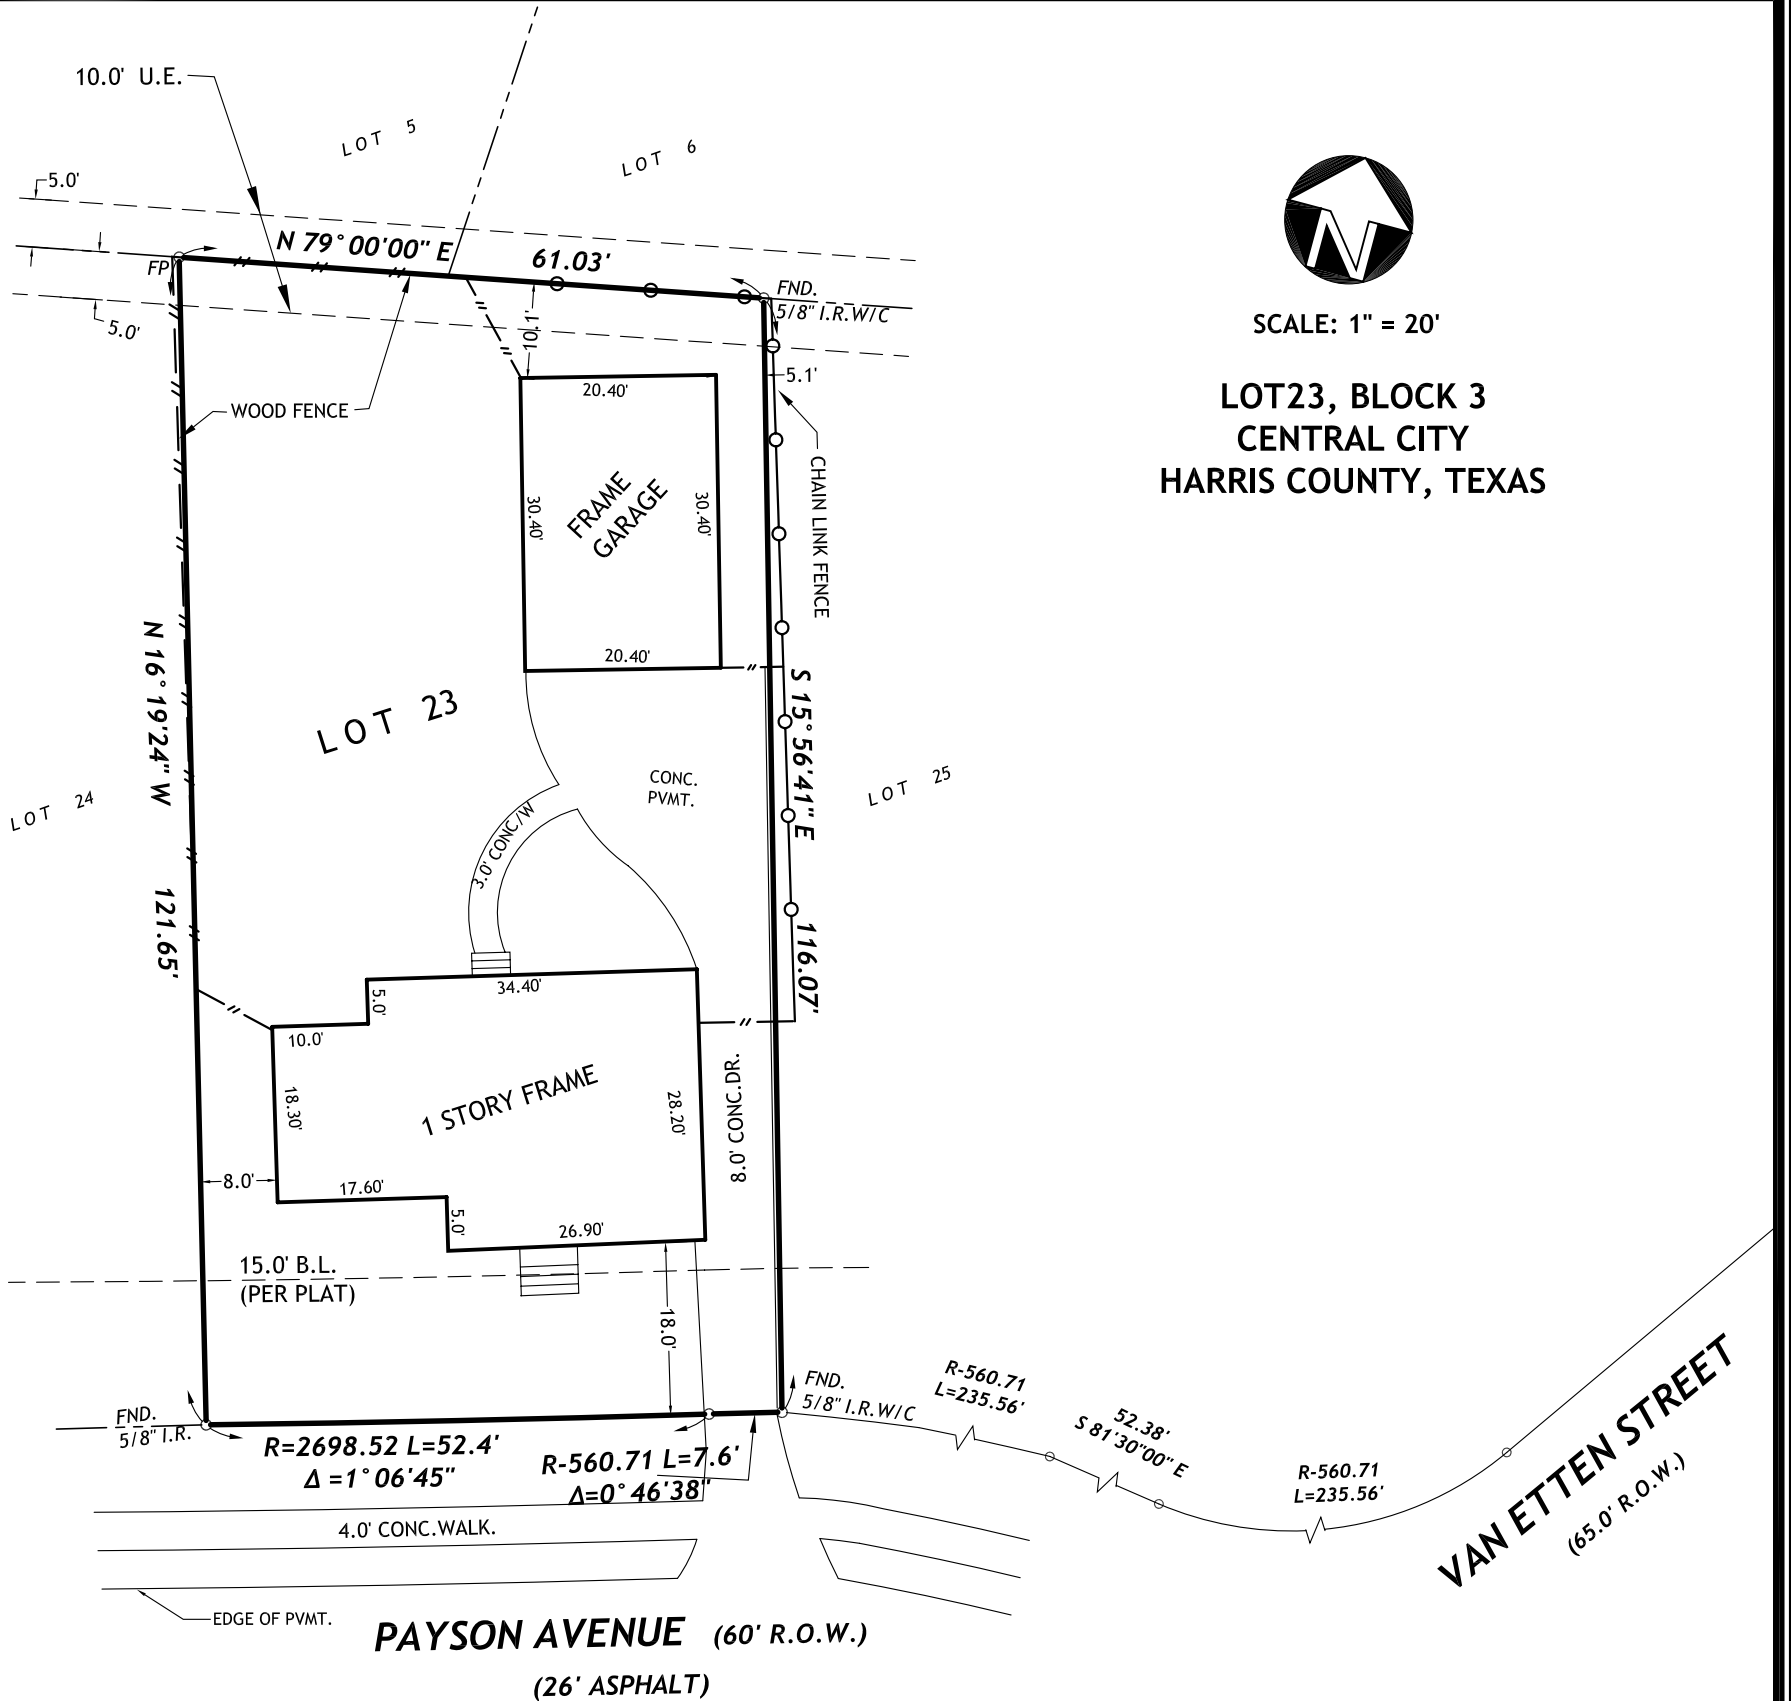 10.0' U.E.
LOT 5
LOT 6
5.0'
N 79°00'00" E 61.03'
FP
FND.
5/8" I.R.W/C
5.0'
10.1'
5.1'
SCALE: 1" = 20'
LOT23, BLOCK 3
CENTRAL CITY
HARRIS COUNTY, TEXAS
WOOD FENCE
20.40'
30.40'
FRAME
GARAGE
30.40'
20.40'
CHAIN LINK FENCE
N 16°19'24" W 121.65'
S 15°56'41" E 116.07'
LOT 23
LOT 24
LOT 25
CONC.
PVMT.
3.0' CONC/W
34.40'
5.0'
10.0'
18.30'
1 STORY FRAME
28.20'
8.0' CONC.DR.
8.0'
17.60'
5.0'
26.90'
15.0' B.L.
(PER PLAT)
18.0'
FND.
5/8" I.R.
FND.
5/8" I.R.W/C
R=2698.52 L=52.4'
Δ =1°06'45"
R-560.71 L=7.6'
Δ=0°46'38"
R-560.71
L=235.56'
52.38'
S 81'30"00"E
R-560.71
L=235.56'
VAN ETTEN STREET
(65.0' R.O.W.)
4.0' CONC.WALK.
EDGE OF PVMT.
PAYSON AVENUE (60' R.O.W.)
(26' ASPHALT)